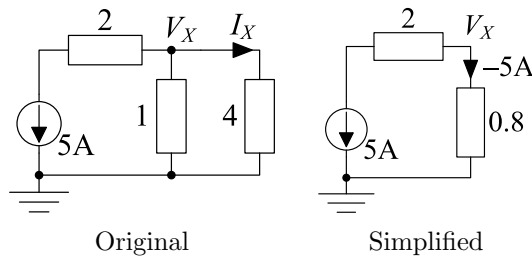 2 V_X I_X
1 4
5A
Original
2 V_X
–5A
0.8
5A
Simplified